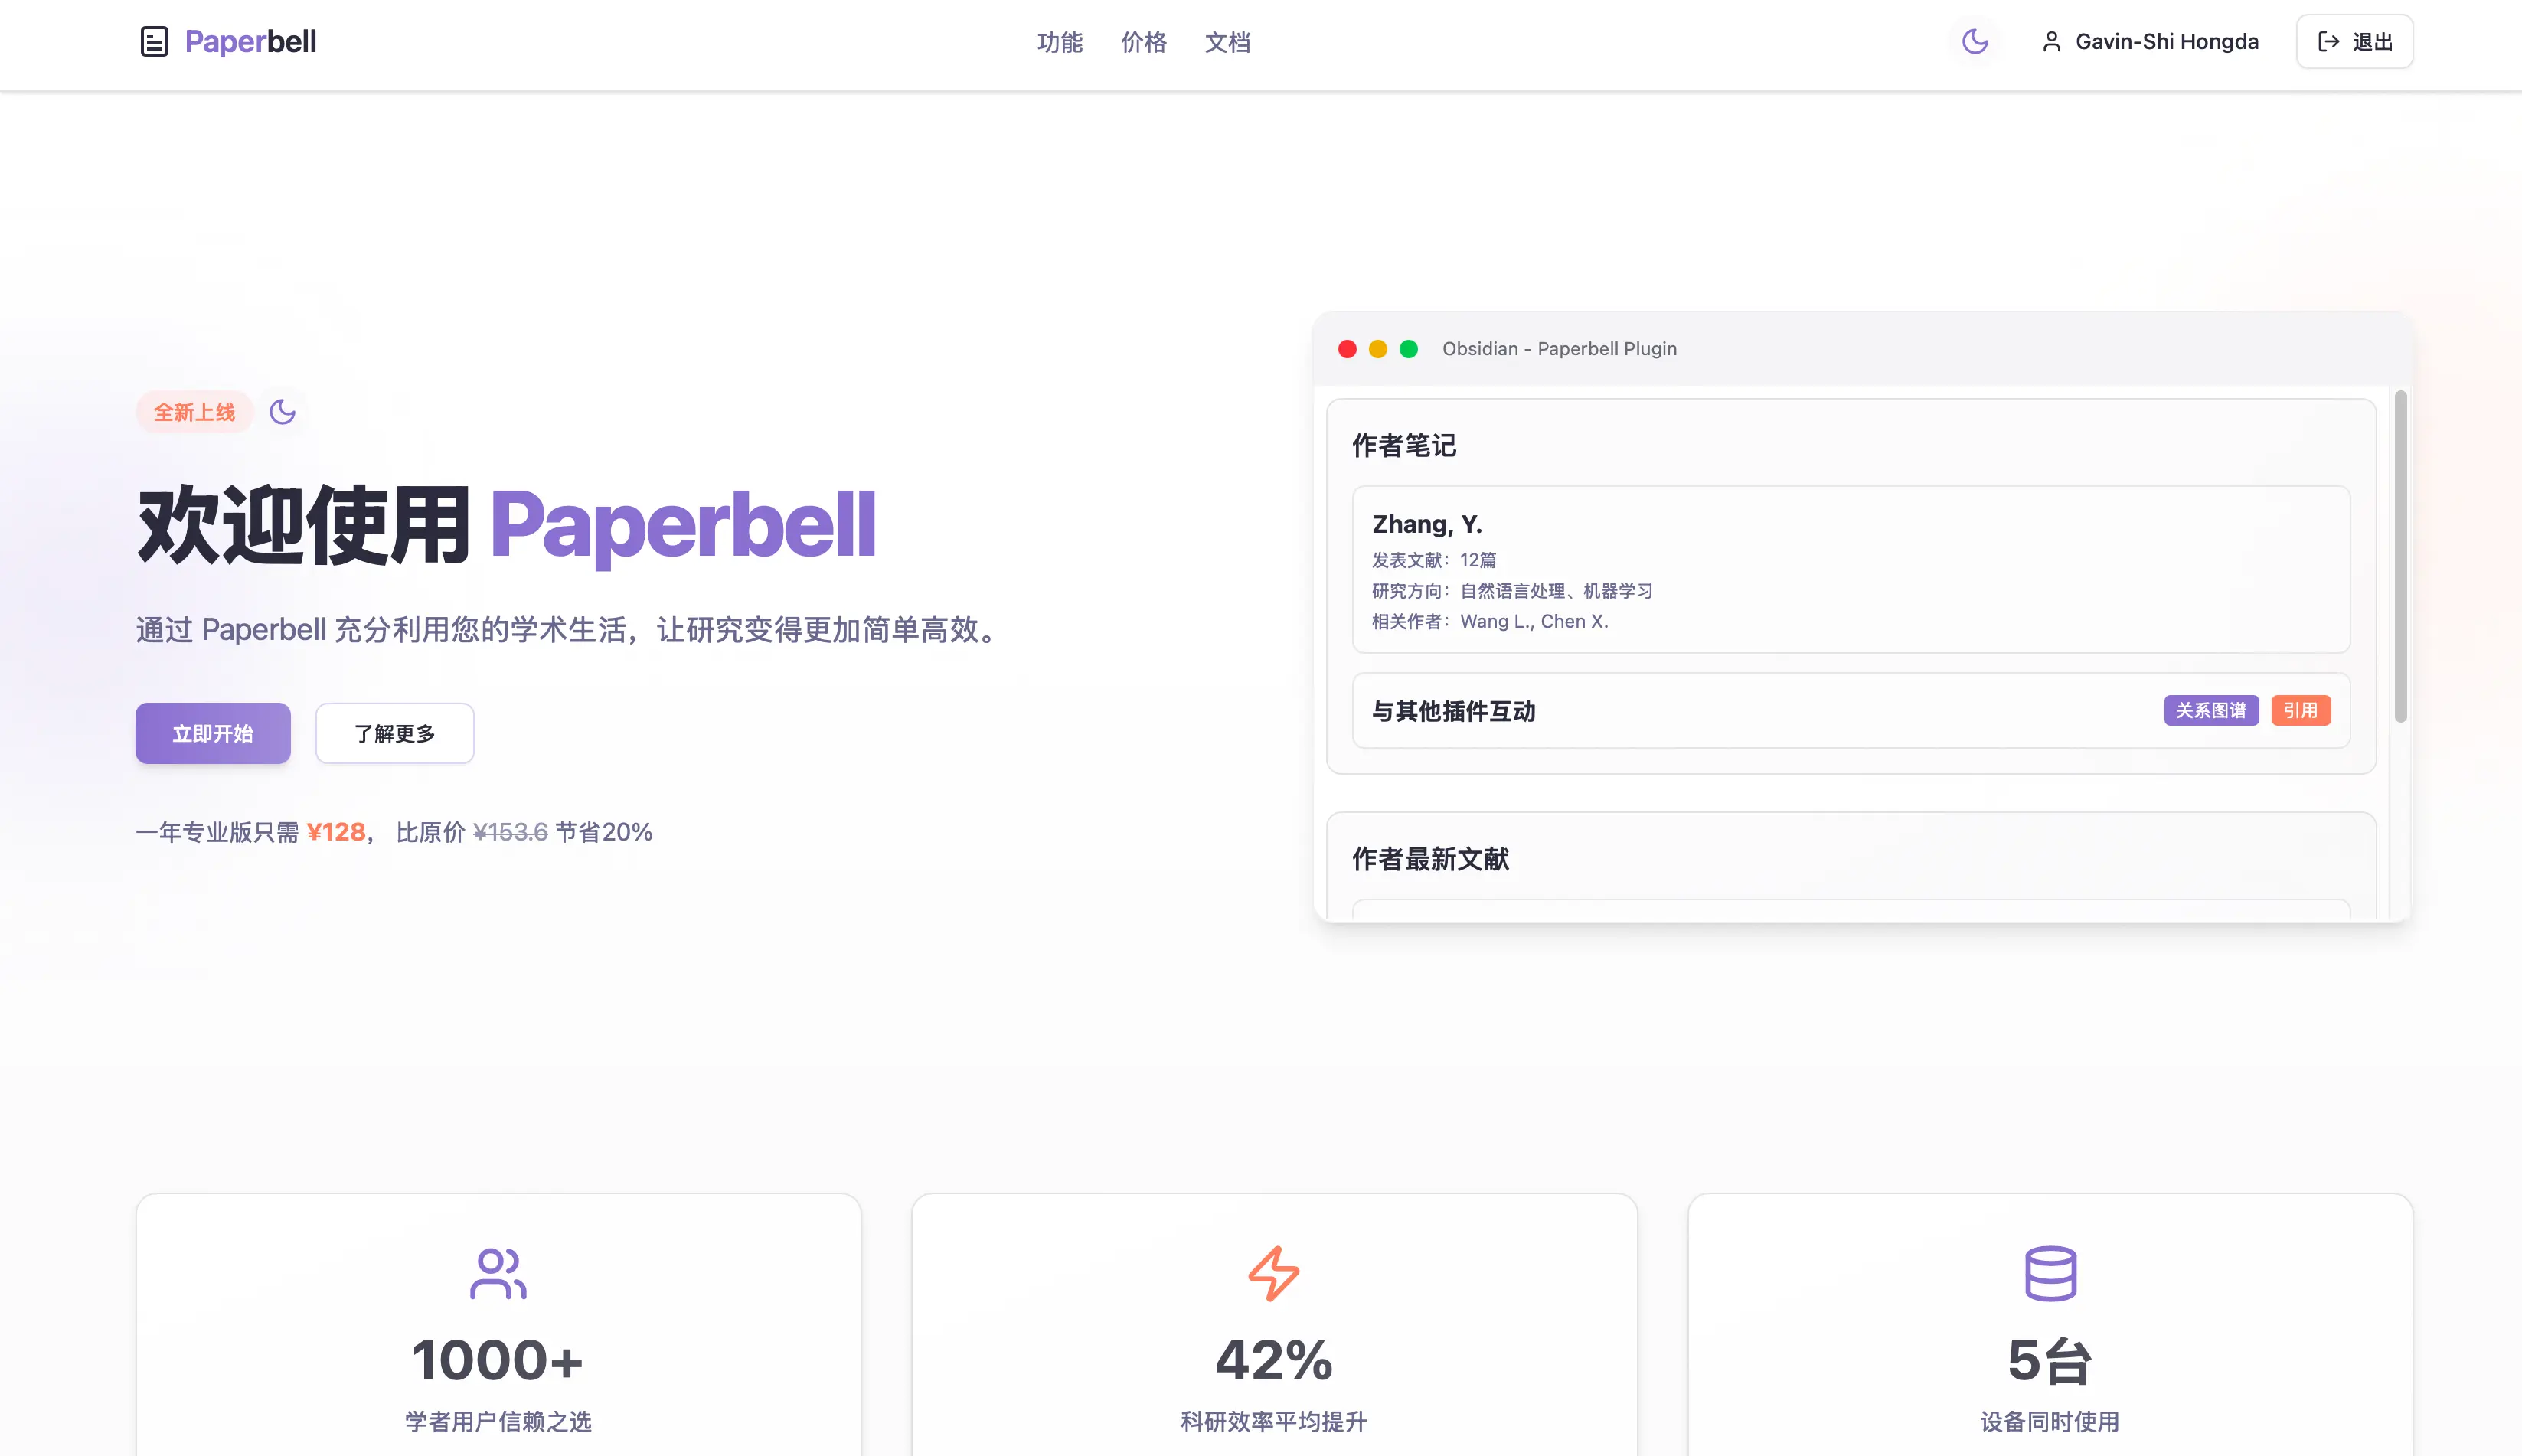 Paperbell
功能 价格 文档
Gavin-Shi Hongda
退出
全新上线
欢迎使用 Paperbell
通过 Paperbell 充分利用您的学术生活，让研究变得更加简单高效。
立即开始 了解更多
一年专业版只需 ¥128， 比原价 ¥153.6 节省20%
Obsidian - Paperbell Plugin
作者笔记
Zhang, Y.
发表文献：12篇
研究方向：自然语言处理、机器学习
相关作者：Wang L., Chen X.
与其他插件互动 关系图谱 引用
作者最新文献
1000+
学者用户信赖之选
42%
科研效率平均提升
5台
设备同时使用